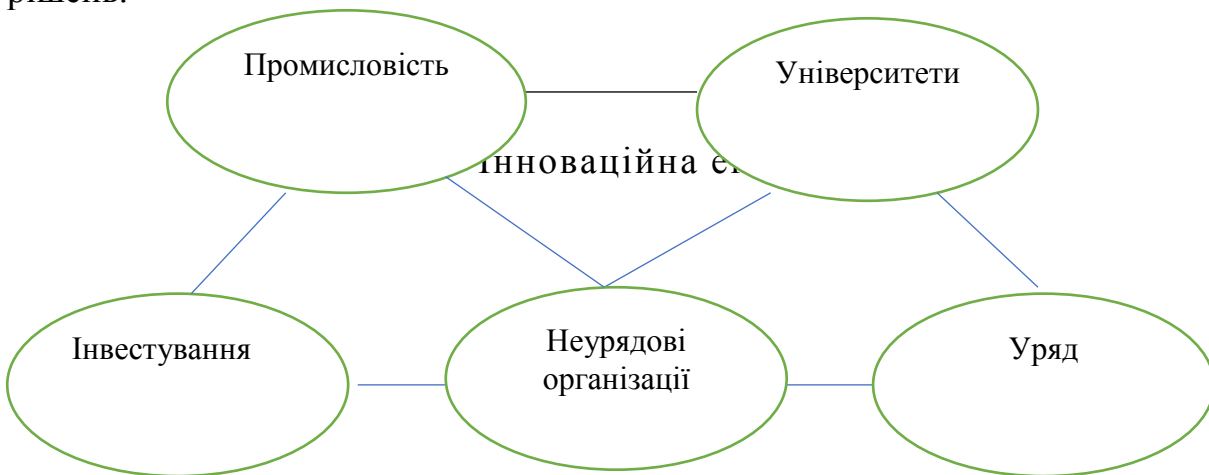 рішень.
Промисловість
Університети
Інноваційна
Інвестування
Неурядові
організації
Уряд